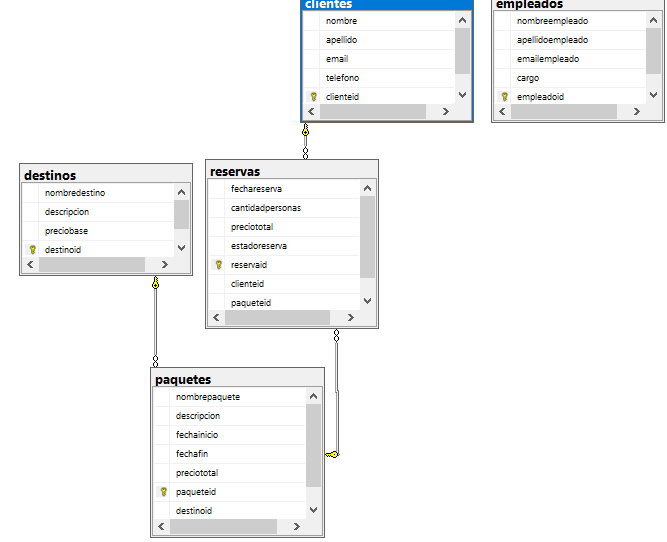 clientes
nombre
apellido
email
telefono
clienteid
empleados
nombreempleado
apellidoempleado
emailempleado
cargo
empleadoid
destinos
nombredestino
descripcion
preciobase
destinoid
reservas
fechareserva
cantidadpersonas
preciototal
estadoreserva
reservaid
clienteid
paqueteid
paquetes
nombrepaquete
descripcion
fechainicio
fechafin
preciototal
paqueteid
destinoid